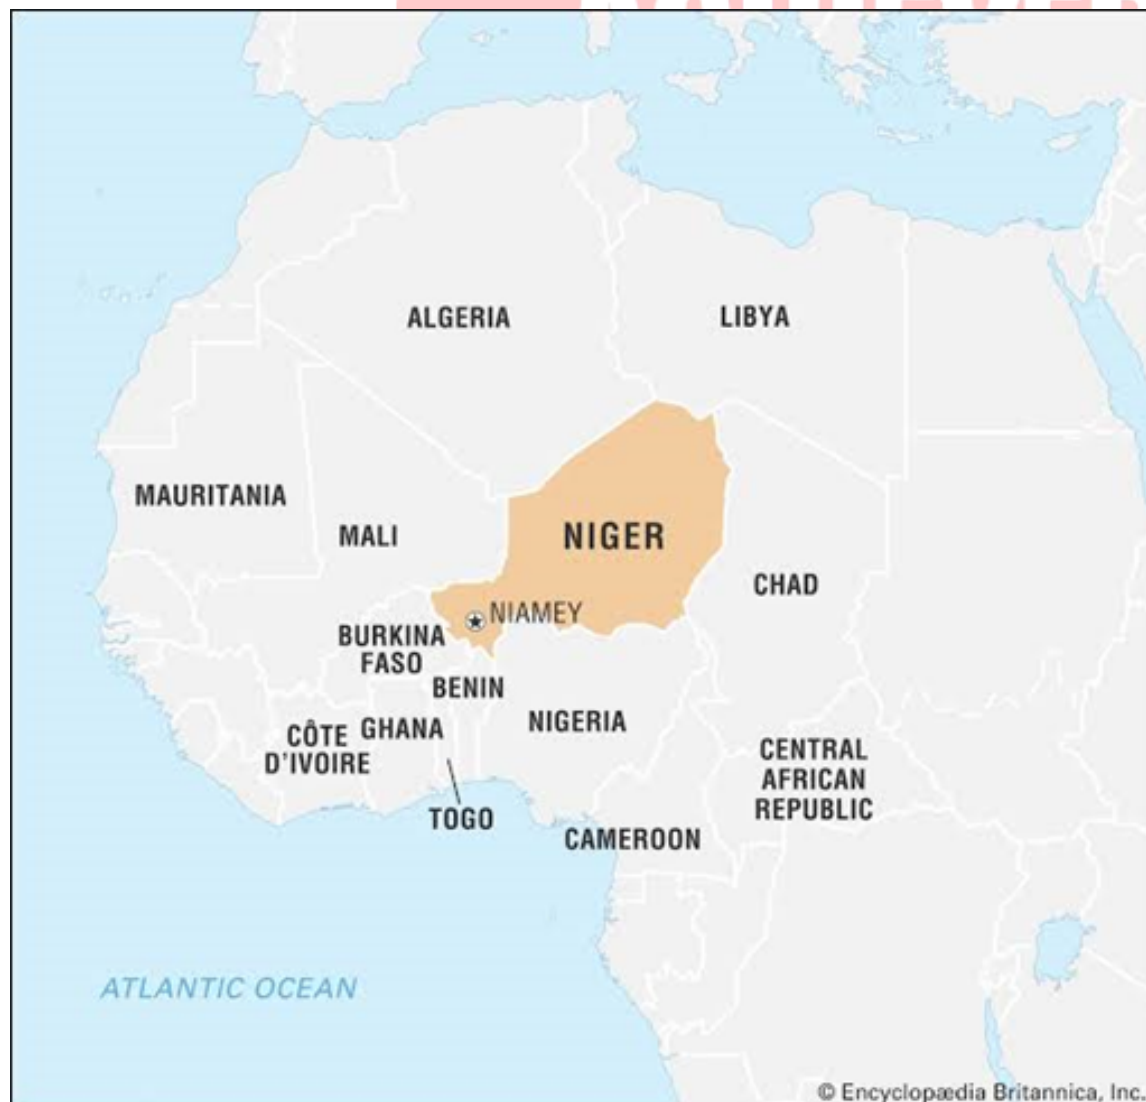 ALGERIA
LIBYA
MAURITANIA
MALI
NIGER
CHAD
NIAMEY
BURKINA
FASO
BENIN
NIGERIA
GHANA
CÔTE
D'IVOIRE
TOGO
CENTRAL
AFRICAN
REPUBLIC
CAMEROON
ATLANTIC OCEAN
© Encyclopædia Britannica, Inc.